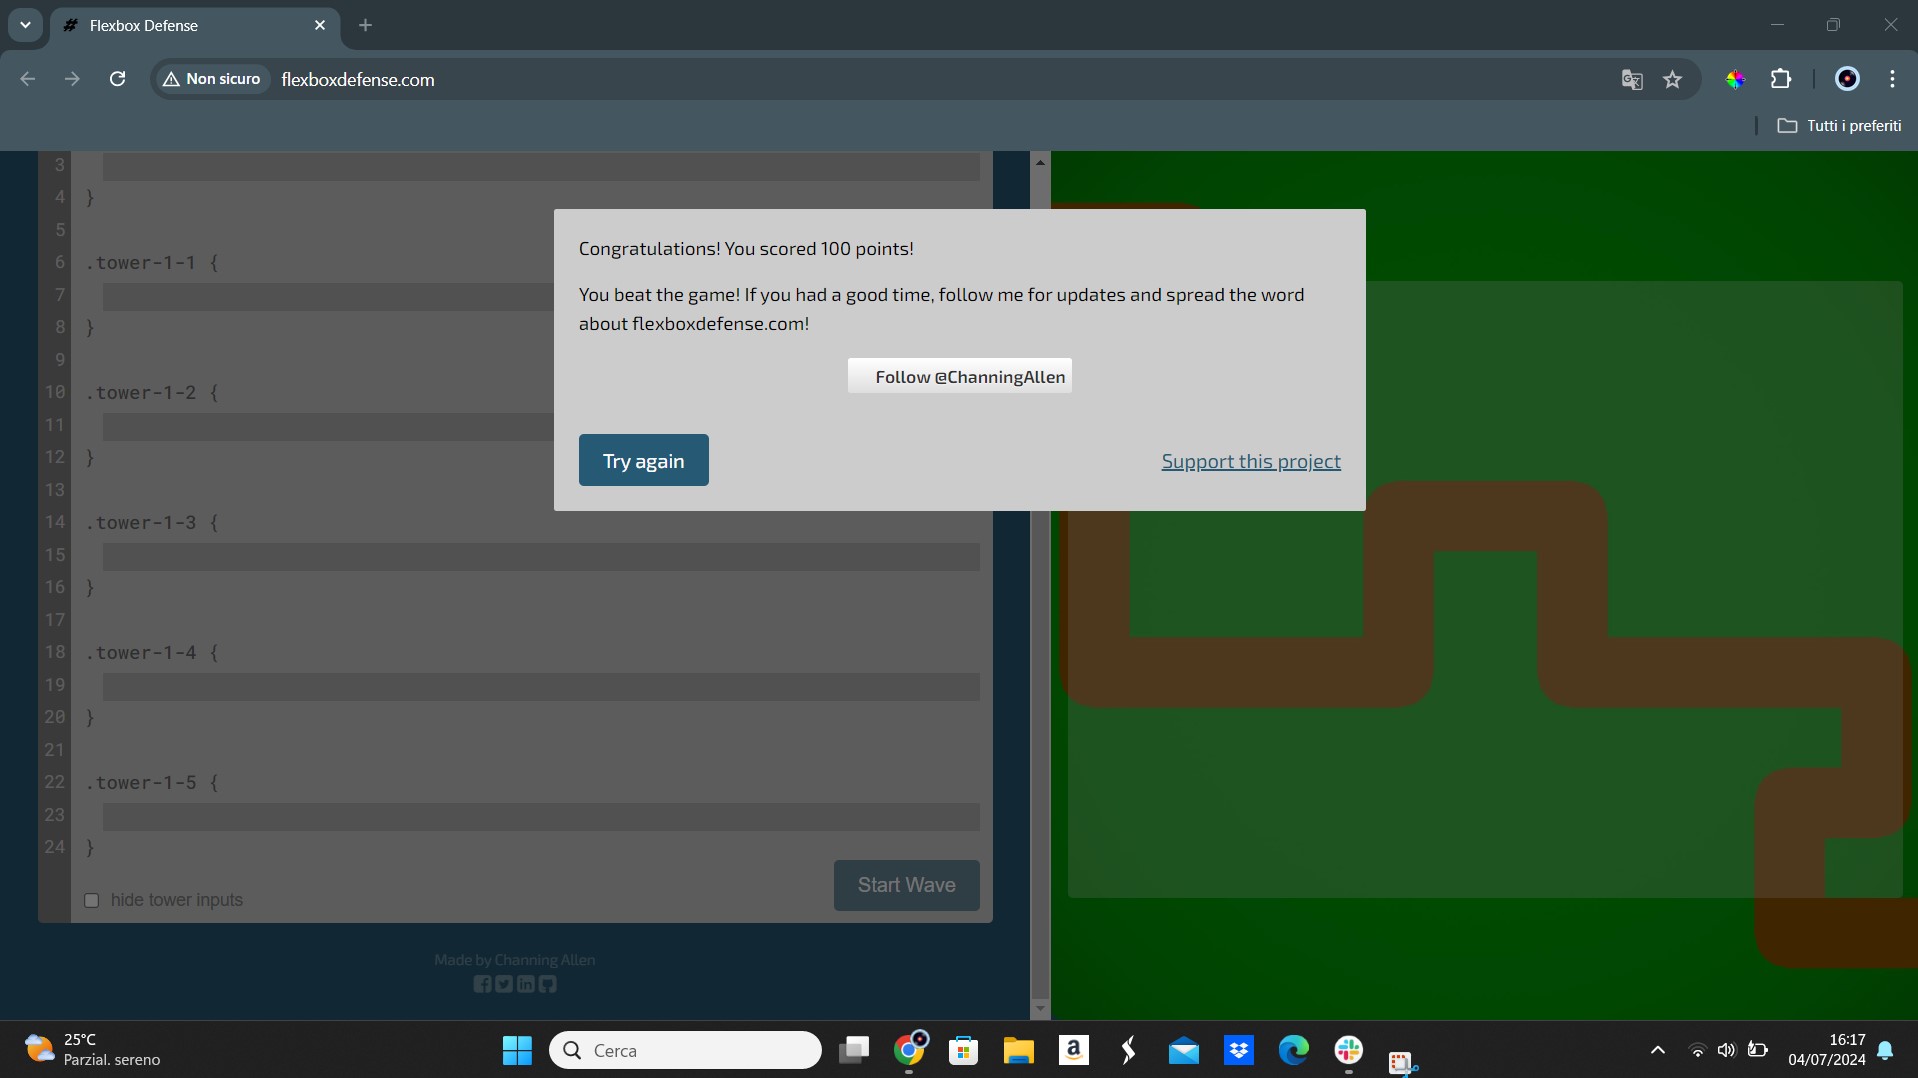 Flexbox Defense
Non sicuro
flexboxdefense.com
Tutti i preferiti
3
4 }
5
6 .tower-1-1 {
7
8 }
9
10 .tower-1-2 {
11
12 }
13
14 .tower-1-3 {
15
16 }
17
18 .tower-1-4 {
19
20 }
21
22 .tower-1-5 {
23
24 }
hide tower inputs
Start Wave
Made by Channing Allen
Congratulations! You scored 100 points!
You beat the game! If you had a good time, follow me for updates and spread the word
about flexboxdefense.com!
Follow @ChanningAllen
Try again
Support this project
25°C
Parzial. sereno
Cerca
16:17
04/07/2024